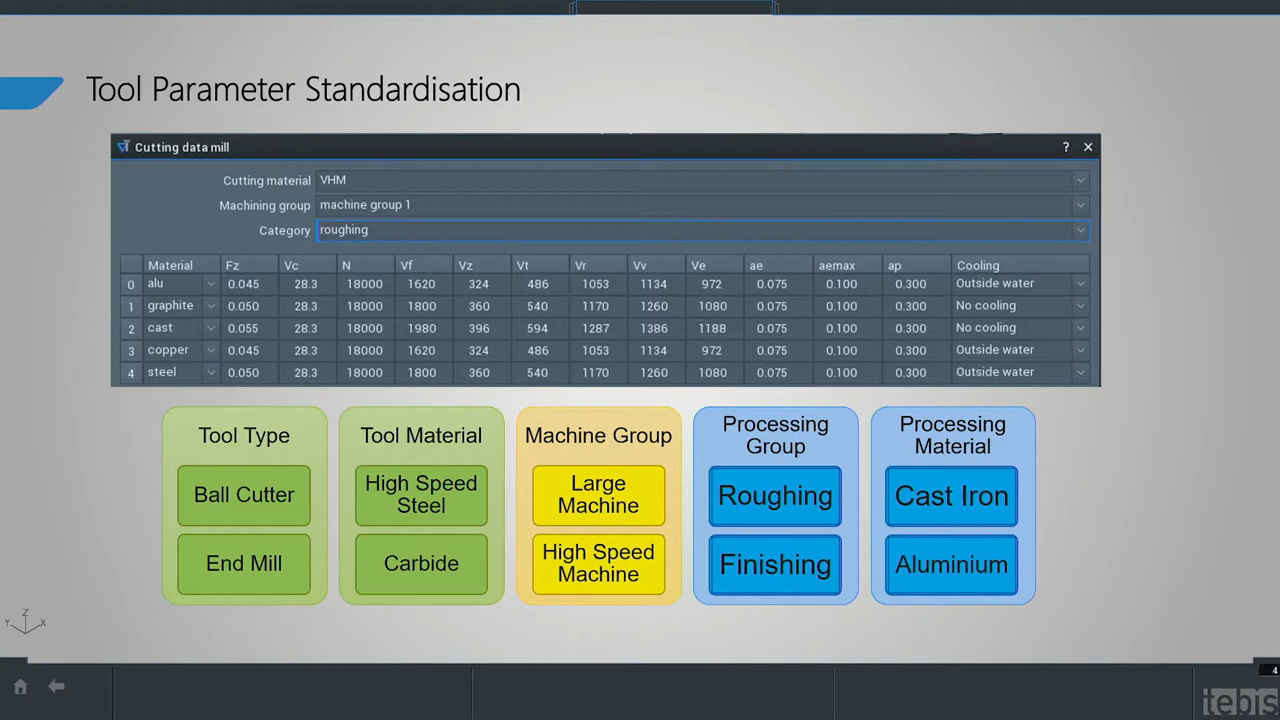 Tool Parameter Standardisation
Cutting data mill ? ×
Cutting material VHM
Machining group machine group 1
Category roughing
Material Fz Vc N Vf Vz Vt Vr Vv Ve ae aemax ap Cooling
0 alu 0.045 28.3 18000 1620 324 486 1053 1134 972 0.075 0.100 0.300 Outside water
1 graphite 0.050 28.3 18000 1800 360 540 1170 1260 1080 0.075 0.100 0.300 No cooling
2 cast 0.055 28.3 18000 1980 396 594 1287 1386 1188 0.075 0.100 0.300 No cooling
3 copper 0.045 28.3 18000 1620 324 486 1053 1134 972 0.075 0.100 0.300 Outside water
4 steel 0.050 28.3 18000 1800 360 540 1170 1260 1080 0.075 0.100 0.300 Outside water
Tool Type
Ball Cutter
End Mill
Tool Material
High Speed
Steel
Carbide
Machine Group
Large
Machine
High Speed
Machine
Processing
Group
Roughing
Finishing
Processing
Material
Cast Iron
Aluminium
Z
Y X
4
tebis